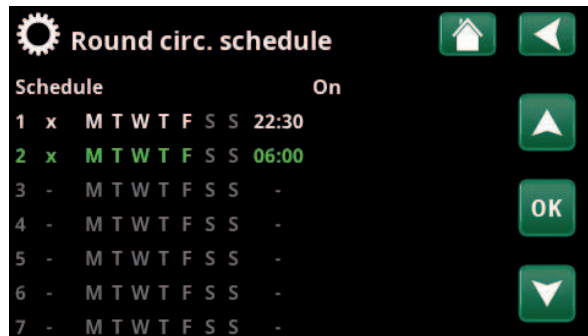 Round circ. schedule
Schedule On
1 x M T W T F S S 22:30
2 x M T W T F S S 06:00
3 - M T W T F S S -
4 - M T W T F S S -
OK
5 - M T W T F S S -
6 - M T W T F S S -
7 - M T W T F S S -